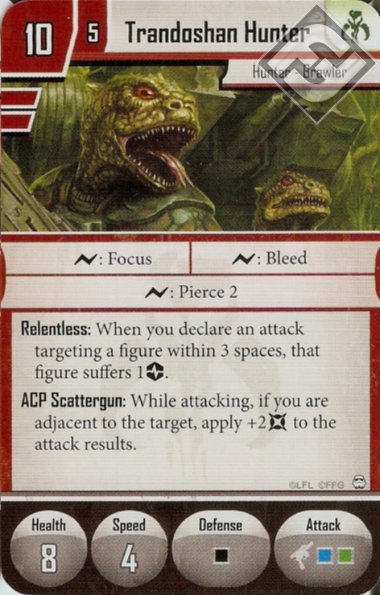 10
5
Trandoshan Hunter
Hunter - Brawler
: Focus
: Bleed
: Pierce 2
Relentless: When you declare an attack
targeting a figure within 3 spaces, that
figure suffers 1.
ACP Scattergun: While attacking, if you are
adjacent to the target, apply +2 to the
attack results.
©LFL ©FFG
Health
8
Speed
4
Defense
Attack